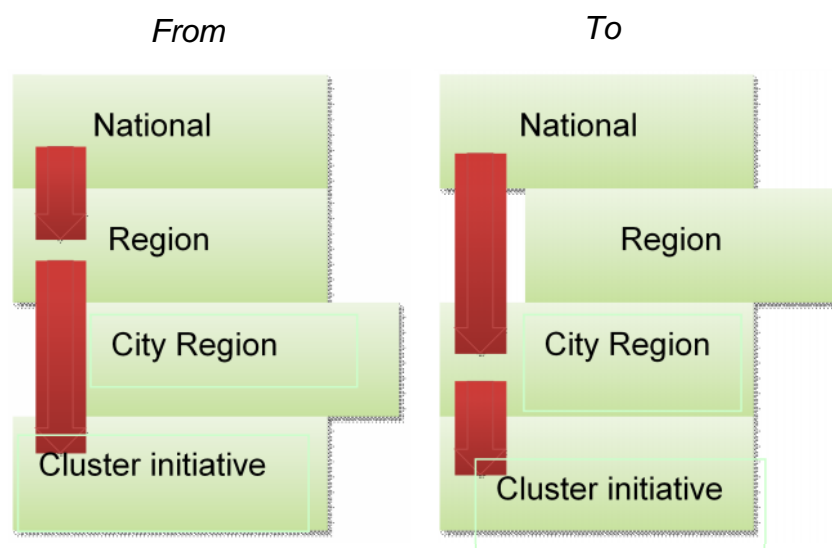 From
To
National
Region
City Region
Cluster initiative
National
Region
City Region
Cluster initiative